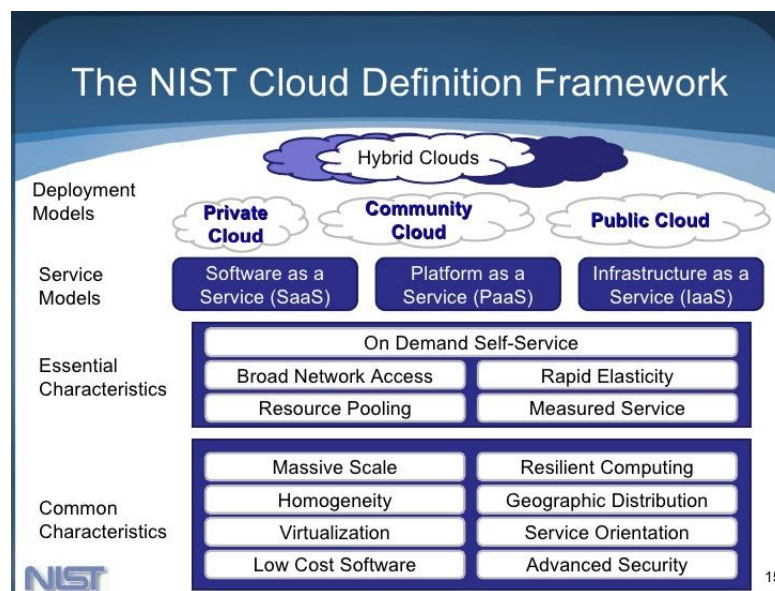 The NIST Cloud Definition Framework
Hybrid Clouds
Deployment
Models
Private
Cloud
Community
Cloud
Public Cloud
Service
Models
Software as a
Service (SaaS)
Platform as a
Service (PaaS)
Infrastructure as a
Service (IaaS)
Essential
Characteristics
On Demand Self-Service
Broad Network Access
Rapid Elasticity
Resource Pooling
Measured Service
Common
Characteristics
Massive Scale
Resilient Computing
Homogeneity
Geographic Distribution
Virtualization
Service Orientation
Low Cost Software
Advanced Security
NIST
15